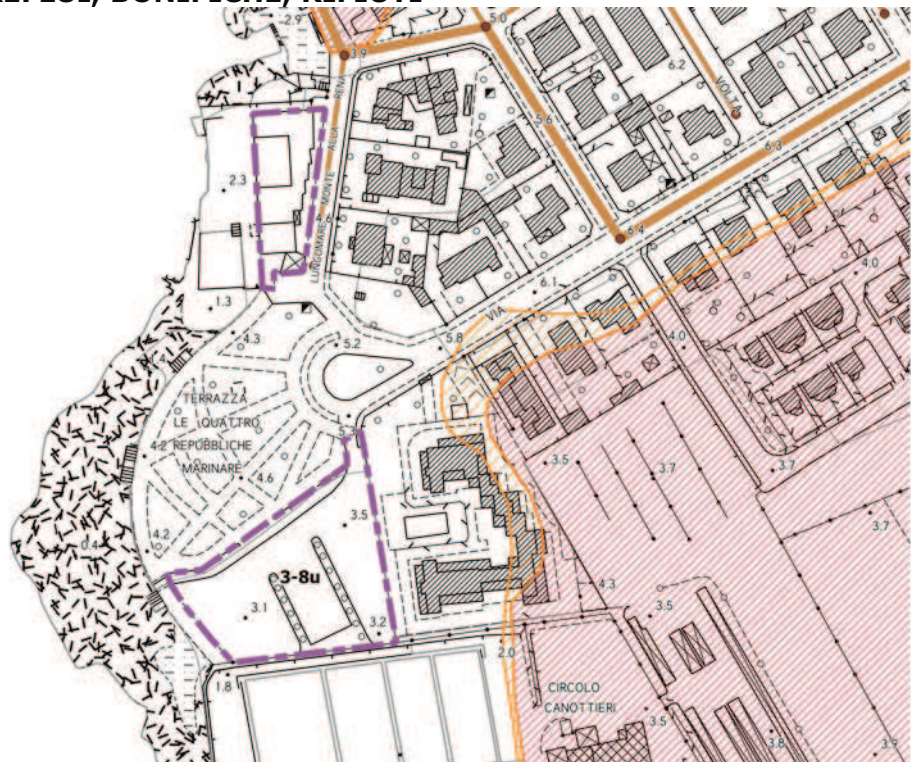 2.9
3.9
5.0
6.2
VOLTA
RENI
ALLA
MONTE
LUNGOMARE
4.6
5.6
6.3
2.3
6.4
4.0
1.3
6.1
VIA
5.8
5.2
4.3
4.0
TERRAZZA
LE QUATTRO
REPUBBLICHE
MARINARE
5.3
4.2
4.6
3.5
3.7
3.7
3.5
3.7
4.2
0.4
3-8u
3.1
3.2
4.3
3.5
2.0
1.8
CIRCOLO
CANOTTIERI
3.5
3.8
3.9